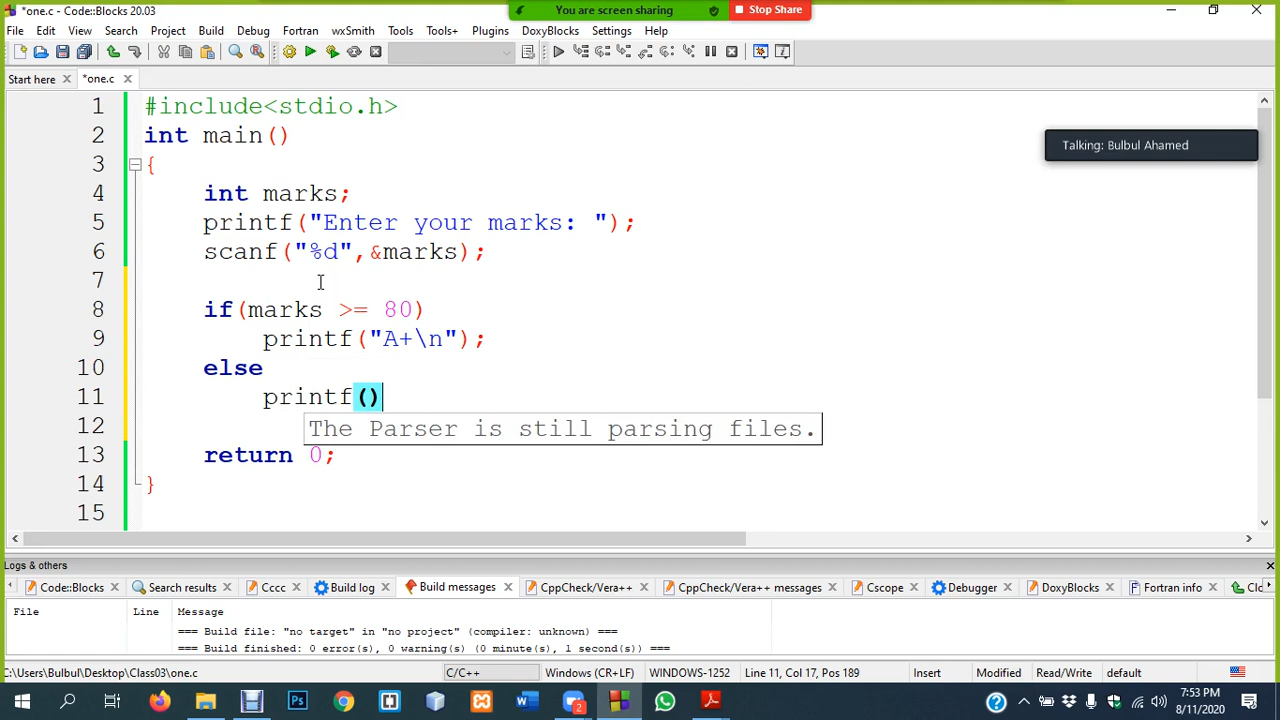 *one.c - Code::Blocks 20.03
You are screen sharing
Stop Share
File Edit View Search Project Build Debug Fortran wxSmith Tools Tools+ Plugins DoxyBlocks Settings Help
Start here
*one.c
Talking: Bulbul Ahamed
1 #include<stdio.h>
2 int main()
3 {
4 int marks;
5 printf("Enter your marks: ");
6 scanf("%d",&marks);
7
8 if(marks >= 80)
9 printf("A+\n");
10 else
11 printf()
The Parser is still parsing files.
12
13 return 0;
14 }
15
Logs & others
Code::Blocks Search results Cccc Build log Build messages CppCheck/Vera++ CppCheck/Vera++ messages Cscope Debugger DoxyBlocks Fortran info Clo
File Line Message
=== Build file: "no target" in "no project" (compiler: unknown) ===
=== Build finished: 0 error(s), 0 warning(s) (0 minute(s), 1 second(s)) ===
C:\Users\Bulbul\Desktop\Class03\one.c C/C++ Windows (CR+LF) WINDOWS-1252 Line 11, Col 17, Pos 189 Insert Modified default
Ps
W
2
7:53 PM
8/11/2020